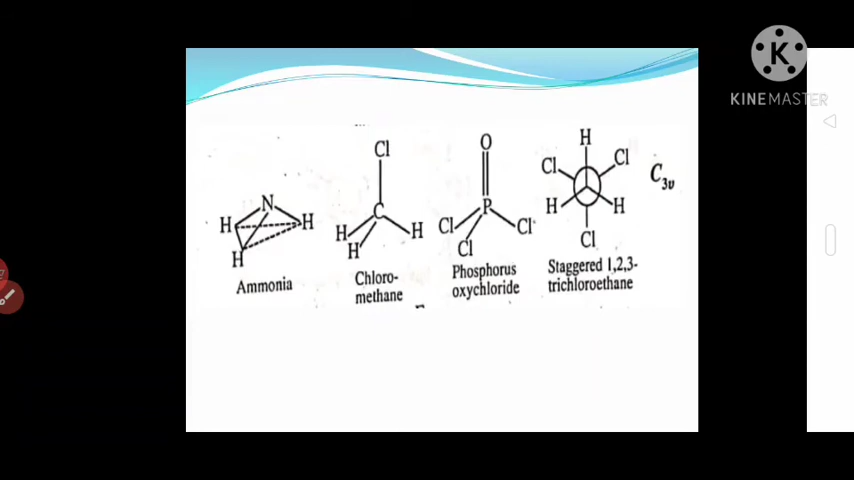 K
KINEMASTER
H
Cl
O
Cl
Cl
C3v
N
H
H
H
C
H
H
H
P
Cl
Cl
Cl
H
H
Cl
Ammonia
Chloro-
methane
Phosphorus
oxychloride
Staggered 1,2,3-
trichloroethane